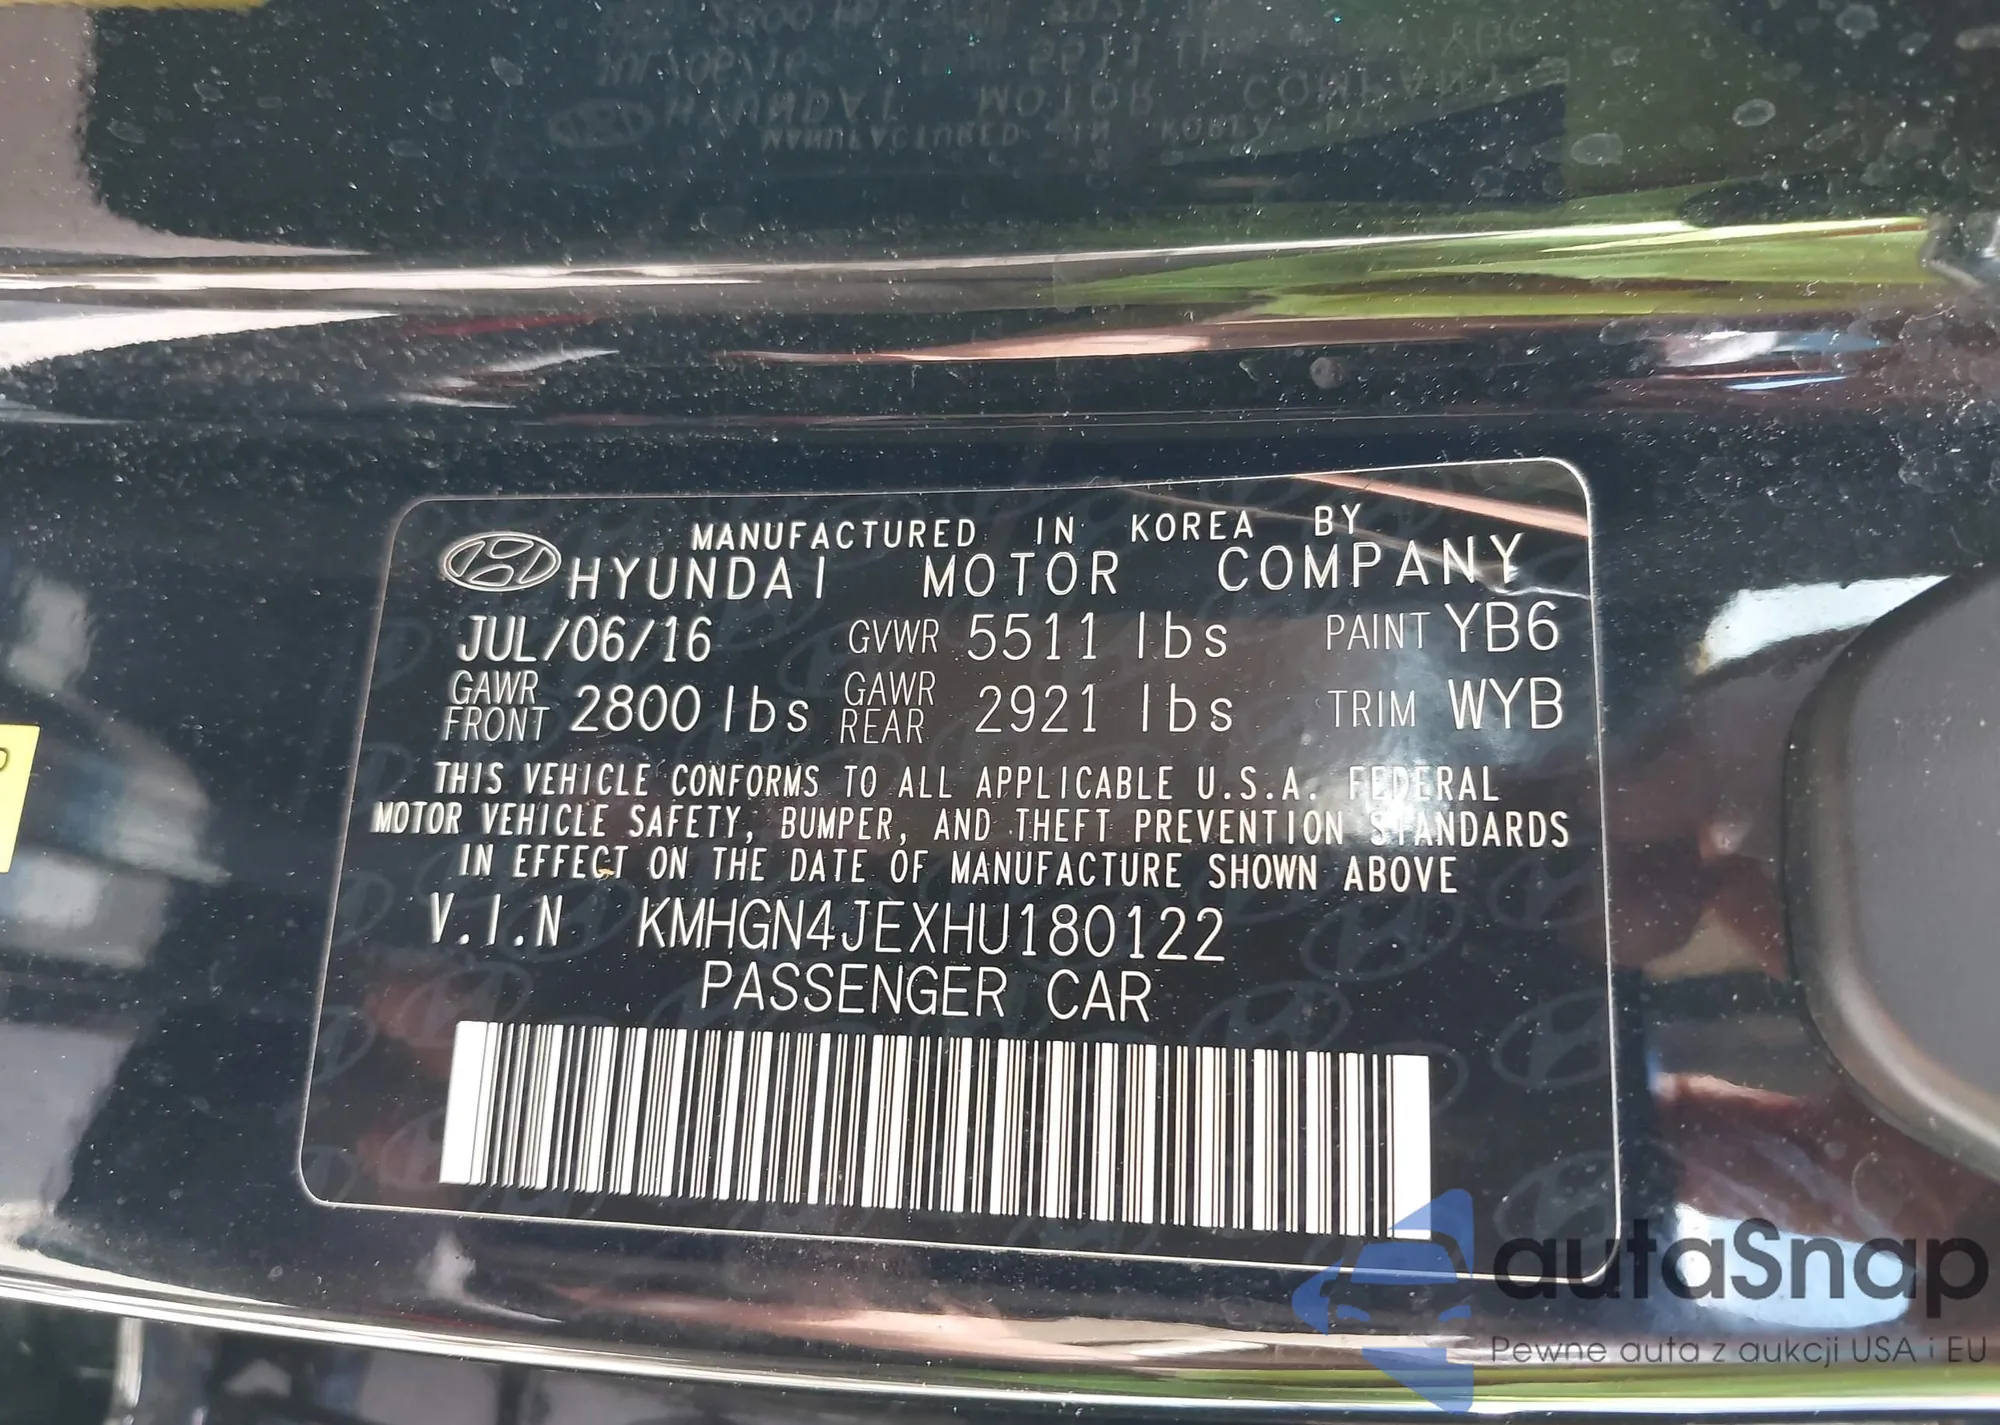 MANUFACTURED IN KOREA BY
HYUNDAI MOTOR COMPANY
JUL/06/16 GVWR 5511 lbs PAINT YB6
GAWR FRONT 2800 lbs GAWR REAR 2921 lbs TRIM WYB
THIS VEHICLE CONFORMS TO ALL APPLICABLE U.S.A. FEDERAL
MOTOR VEHICLE SAFETY, BUMPER, AND THEFT PREVENTION STANDARDS
IN EFFECT ON THE DATE OF MANUFACTURE SHOWN ABOVE
V.I.N KMHGN4JEXHU180122
PASSENGER CAR
autaSnap
Pewne auta z aukcji USA i EU